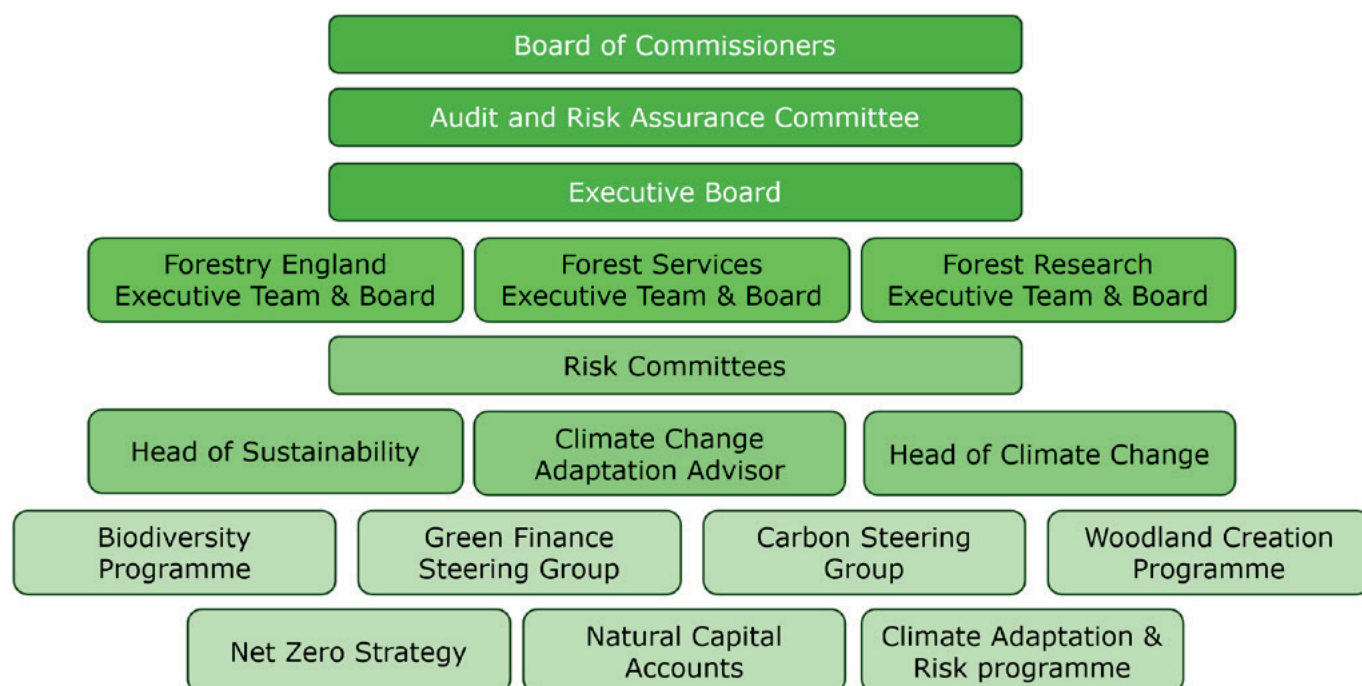 Board of Commissioners
Audit and Risk Assurance Committee
Executive Board
Forestry England
Executive Team & Board
Forest Services
Executive Team & Board
Forest Research
Executive Team & Board
Risk Committees
Head of Sustainability
Climate Change
Adaptation Advisor
Head of Climate Change
Biodiversity
Programme
Green Finance
Steering Group
Carbon Steering
Group
Woodland Creation
Programme
Net Zero Strategy
Natural Capital
Accounts
Climate Adaptation &
Risk programme